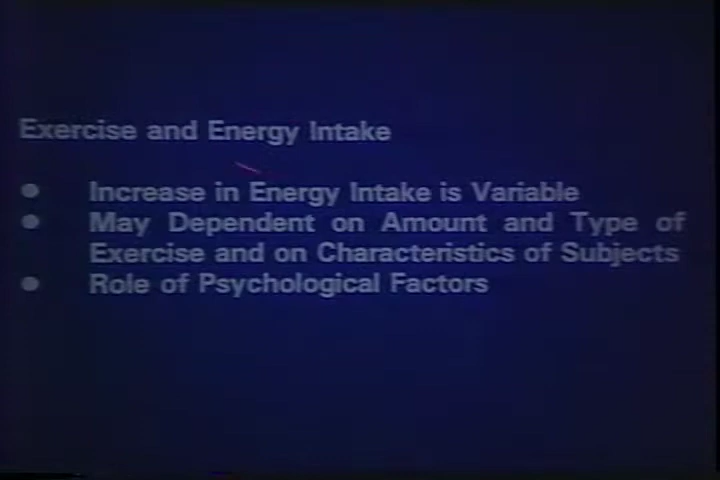 Exercise and Energy Intake
● Increase in Energy Intake is Variable
● May Dependent on Amount and Type of
Exercise and on Characteristics of Subjects
● Role of Psychological Factors